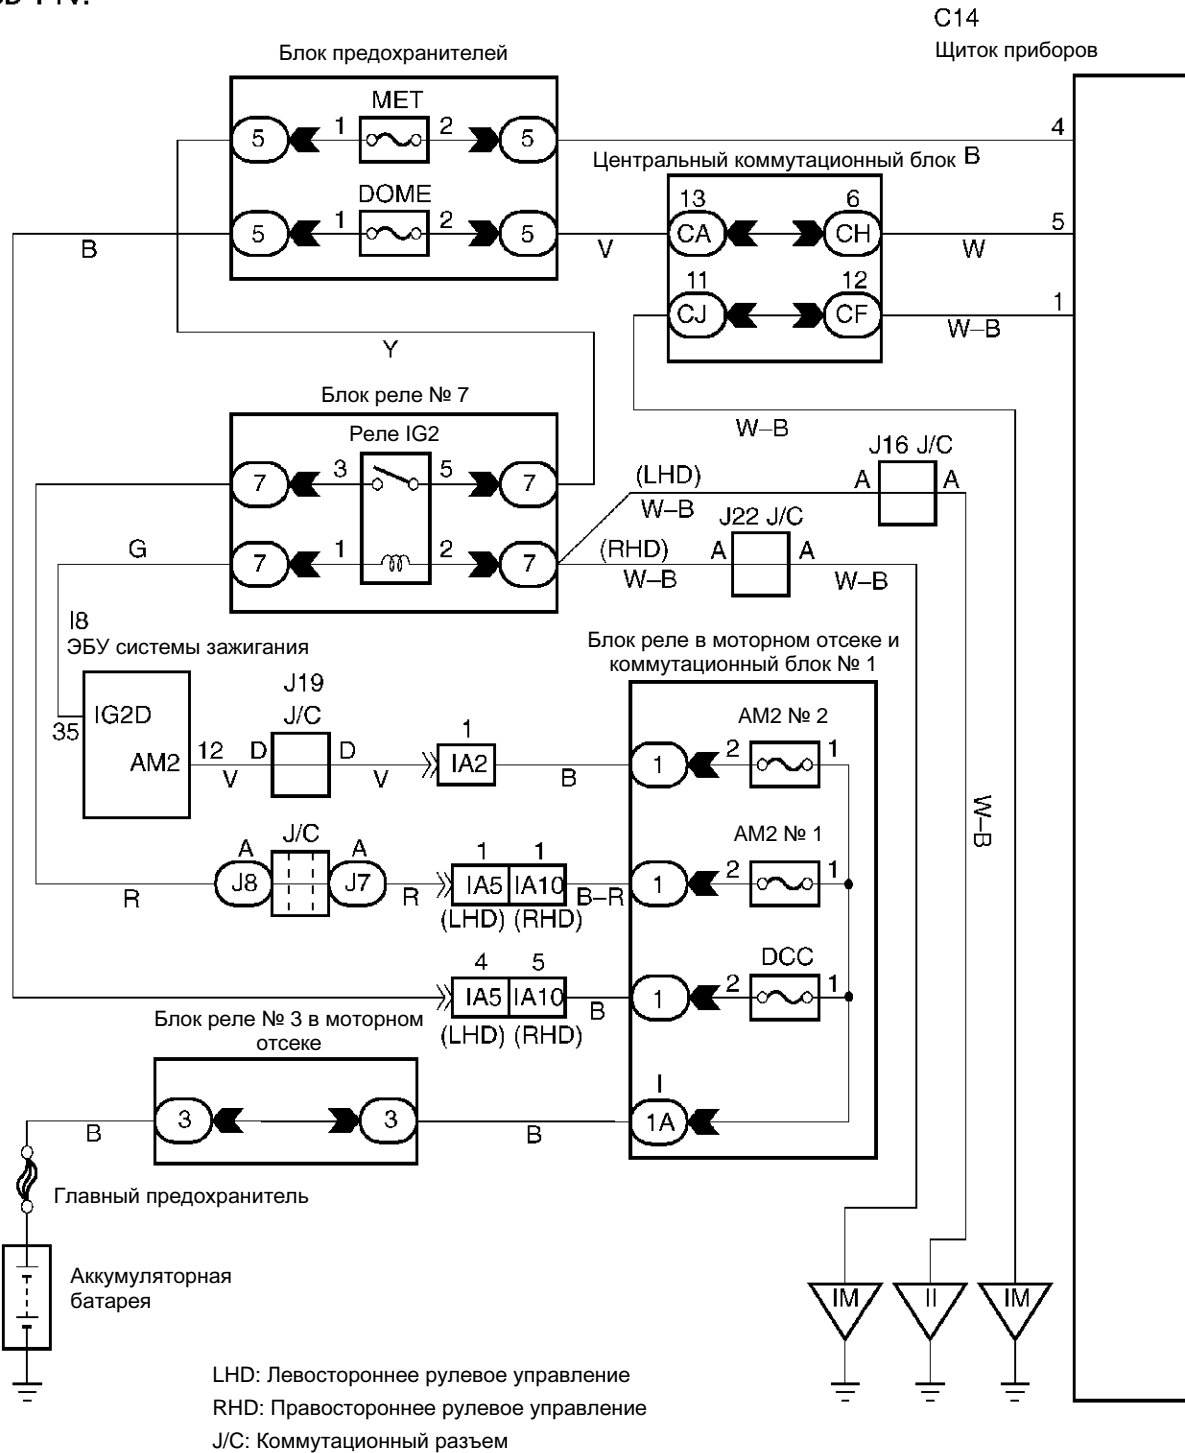 C14
Щиток приборов
Блок предохранителей
MET
5 1 2 5 4
Центральный коммутационный блок B
DOME
13 6
5 1 2 5 CA CH 5
B V W
11 12
CJ CF 1
W–B
Y
W–B
Блок реле № 7
Реле IG2
7 3 5 7
(LHD)
W–B
J16 J/C
A A
J22 J/C
G
7 1 2 7
(RHD)
W–B
A A
W–B
I8
ЭБУ системы зажигания
Блок реле в моторном отсеке и
коммутационный блок № 1
J19
J/C
IG2D
35
AM2 12 D D
V V
1
IA2
B
AM2 № 2
1 2 1
W–B
J/C
A A
J8 J7
R R
1 1
IA5 IA10
B–R
(LHD) (RHD)
AM2 № 1
1 2 1
4 5
IA5 IA10
B
(LHD) (RHD)
DCC
1 2 1
Блок реле № 3 в моторном
отсеке
3 3
B B
I
1A
Главный предохранитель
Аккумуляторная
батарея
IM II IM
LHD: Левостороннее рулевое управление
RHD: Правостороннее рулевое управление
J/C: Коммутационный разъем